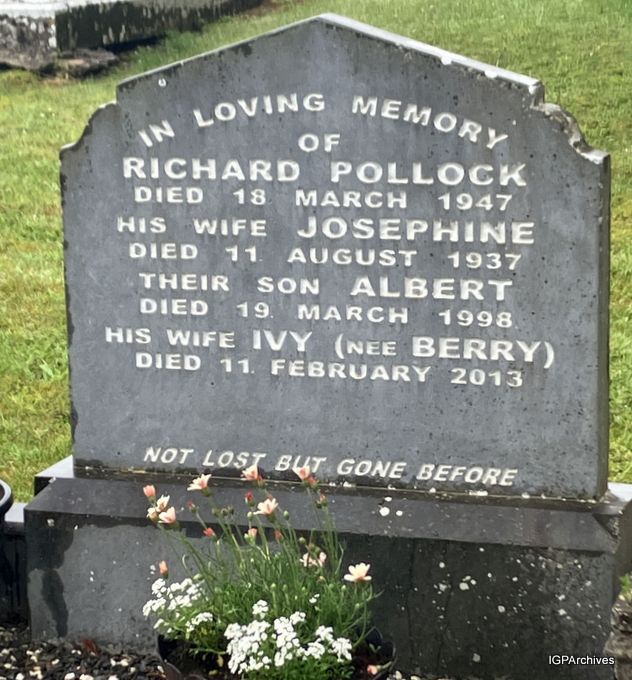 IN LOVING MEMORY
OF
RICHARD POLLOCK
DIED 18 MARCH 1947
HIS WIFE JOSEPHINE
DIED 11. AUGUST 1937
THEIR SON ALBERT
DIED 19. MARCH 1998
HIS WIFE IVY (NEE BERRY)
DIED 11. FEBRUARY 2013
NOT LOST BUT GONE BEFORE
IGPArchives